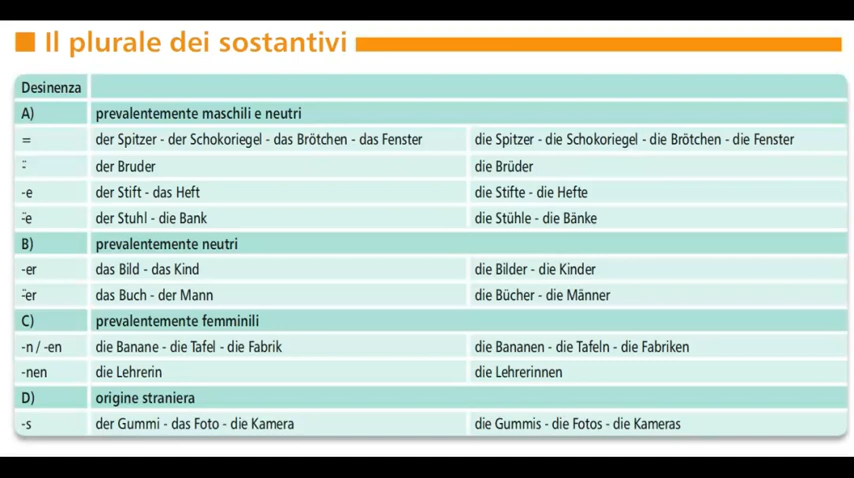 Il plurale dei sostantivi
Desinenza
A) prevalentemente maschili e neutri
= der Spitzer - der Schokoriegel - das Brötchen - das Fenster die Spitzer - die Schokoriegel - die Brötchen - die Fenster
-̈ der Bruder die Brüder
-e der Stift - das Heft die Stifte - die Hefte
-̈e der Stuhl - die Bank die Stühle - die Bänke
B) prevalentemente neutri
-er das Bild - das Kind die Bilder - die Kinder
-̈er das Buch - der Mann die Bücher - die Männer
C) prevalentemente femminili
-n / -en die Banane - die Tafel - die Fabrik die Bananen - die Tafeln - die Fabriken
-nen die Lehrerin die Lehrerinnen
D) origine straniera
-s der Gummi - das Foto - die Kamera die Gummis - die Fotos - die Kameras